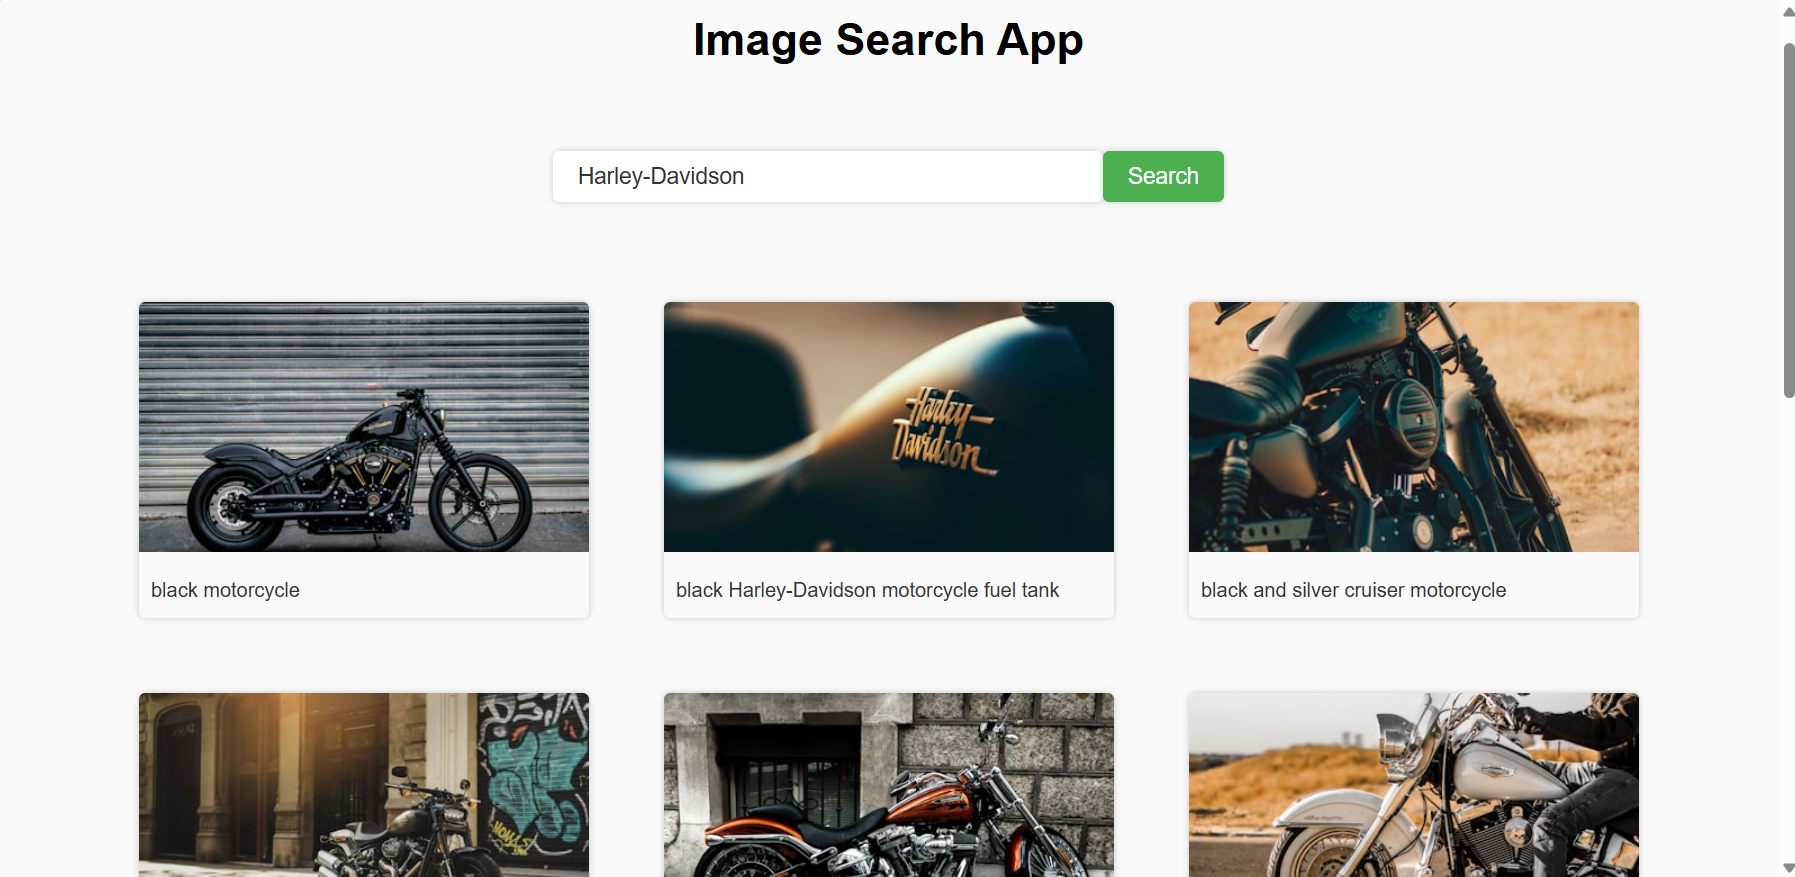 Image Search App
Harley-Davidson
Search
Harley-
Davidson
black motorcycle
black Harley-Davidson motorcycle fuel tank
black and silver cruiser motorcycle